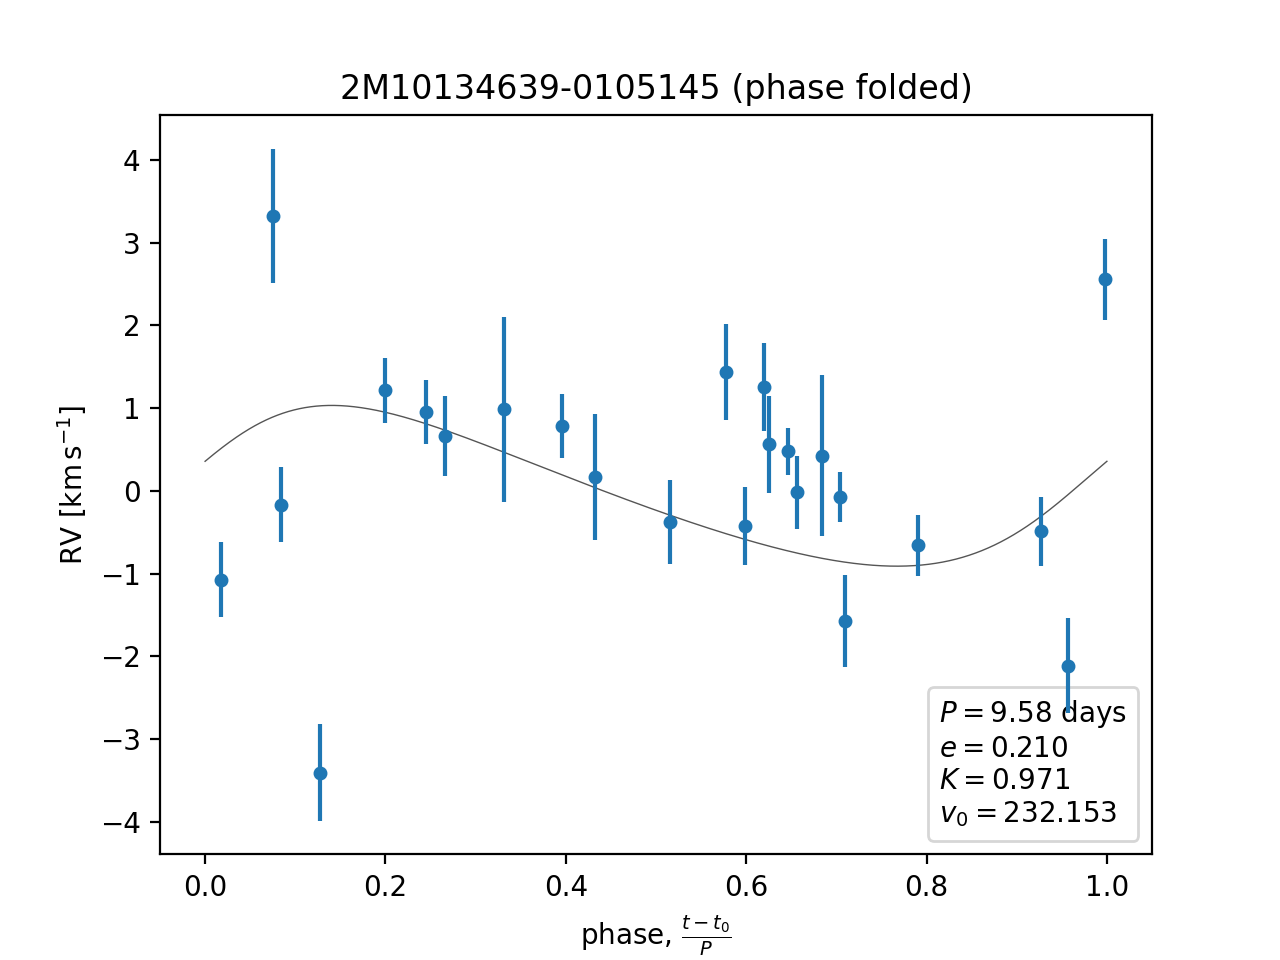 2M10134639-0105145 (phase folded)
RV [km s⁻¹]
4
3
2
1
0
−1
−2
−3
−4
P = 9.58 days
e = 0.210
K = 0.971
v₀ = 232.153
0.0 0.2 0.4 0.6 0.8 1.0
phase, (t − t₀)/P